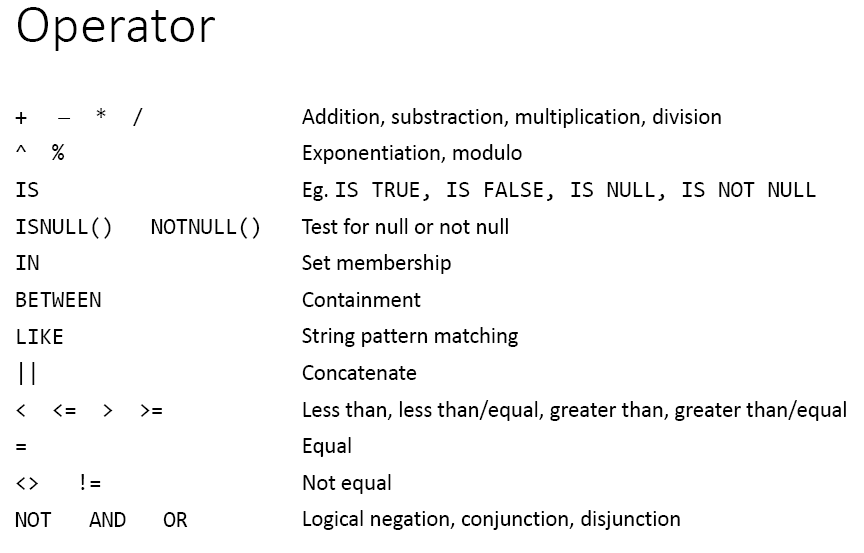 Operator
+ – * / Addition, substraction, multiplication, division
^ % Exponentiation, modulo
IS Eg. IS TRUE, IS FALSE, IS NULL, IS NOT NULL
ISNULL() NOTNULL() Test for null or not null
IN Set membership
BETWEEN Containment
LIKE String pattern matching
|| Concatenate
< <= > >= Less than, less than/equal, greater than, greater than/equal
= Equal
<> != Not equal
NOT AND OR Logical negation, conjunction, disjunction